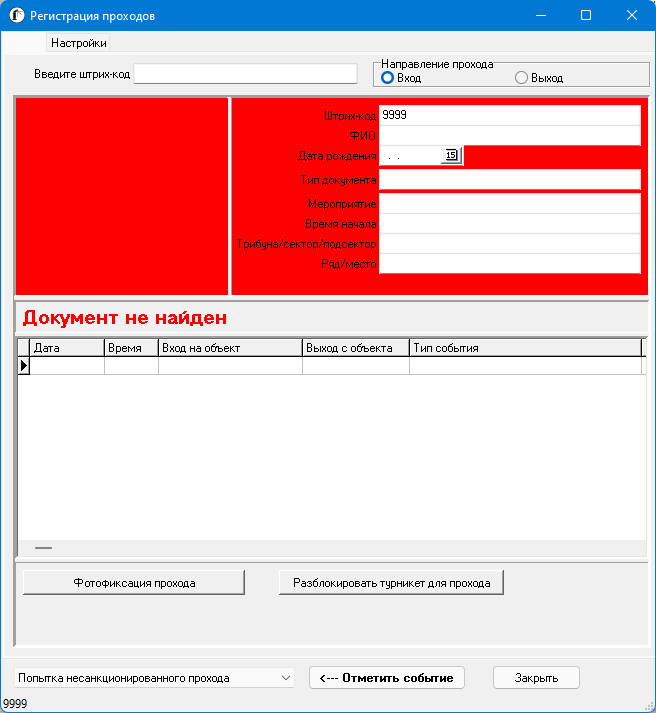 Регистрация проходов
Настройки
Введите штрих-код
Направление прохода
Вход Выход
Штрих-код 9999
ФИО
Дата рождения . . 15
Тип документа
Мероприятие
Время начала
Трибуна/сектор/подсектор
Ряд/место
Документ не найден
Дата Время Вход на объект Выход с объекта Тип события
Фотофиксация прохода Разблокировать турникет для прохода
Попытка несанкционированного прохода <--- Отметить событие Закрыть
9999